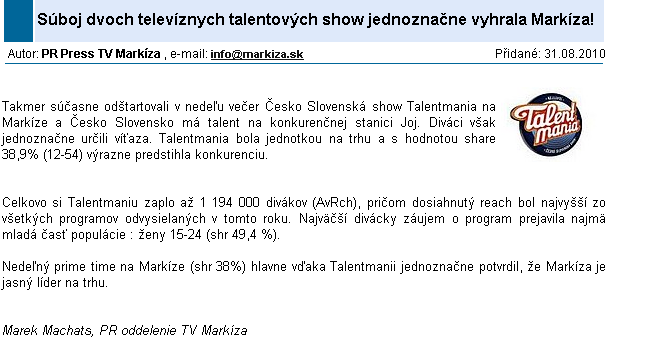 Súboj dvoch televíznych talentových show jednoznačne vyhrala Markíza!
Autor: PR Press TV Markíza , e-mail: info@markiza.sk Pridané: 31.08.2010
Takmer súčasne odštartovali v nedeľu večer Česko Slovenská show Talentmania na
Markíze a Česko Slovensko má talent na konkurenčnej stanici Joj. Diváci však
jednoznačne určili víťaza. Talentmania bola jednotkou na trhu a s hodnotou share
38,9% (12-54) výrazne predstihla konkurenciu.
Talent
mania
Celkovo si Talentmaniu zaplo až 1 194 000 divákov (AvRch), pričom dosiahnutý reach bol najvyšší zo
všetkých programov odvysielaných v tomto roku. Najväčší divácky záujem o program prejavila najmä
mladá časť populácie : ženy 15-24 (shr 49,4 %).
Nedeľný prime time na Markíze (shr 38%) hlavne vďaka Talentmanii jednoznačne potvrdil, že Markíza je
jasný líder na trhu.
Marek Machats, PR oddelenie TV Markíza